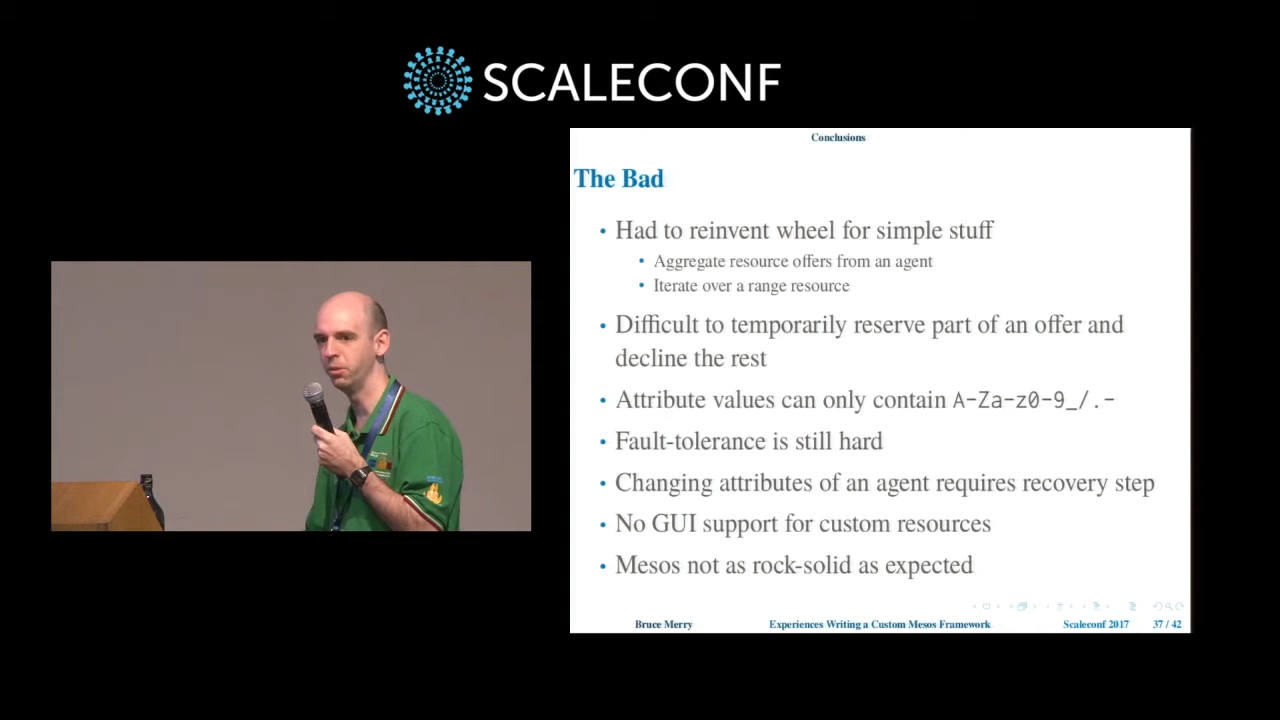 SCALECONF
Conclusions
The Bad
• Had to reinvent wheel for simple stuff
• Aggregate resource offers from an agent
• Iterate over a range resource
• Difficult to temporarily reserve part of an offer and
decline the rest
• Attribute values can only contain A-Za-z0-9_/.-
• Fault-tolerance is still hard
• Changing attributes of an agent requires recovery step
• No GUI support for custom resources
• Mesos not as rock-solid as expected
Bruce Merry Experiences Writing a Custom Mesos Framework Scaleconf 2017 37 / 42